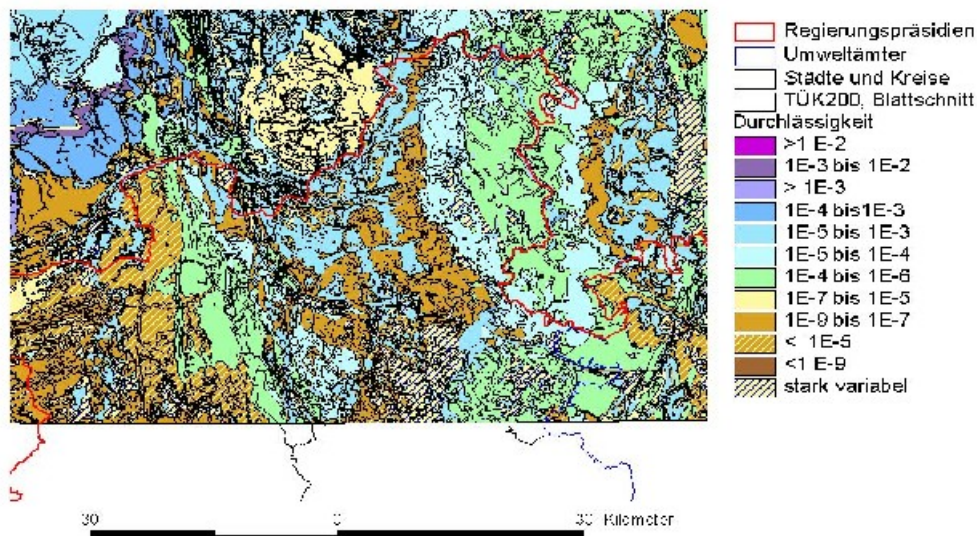 Regierungspräsidien
Umweltämter
Städte und Kreise
TÜK200, Blattschnitt
Durchlässigkeit
>1 E-2
1E-3 bis 1E-2
> 1E-3
1E-4 bis1E-3
1E-5 bis 1E-3
1E-5 bis 1E-4
1E-4 bis 1E-6
1E-7 bis 1E-5
1E-9 bis 1E-7
< 1E-5
<1 E-9
stark variabel
30 0 30 Kilometer